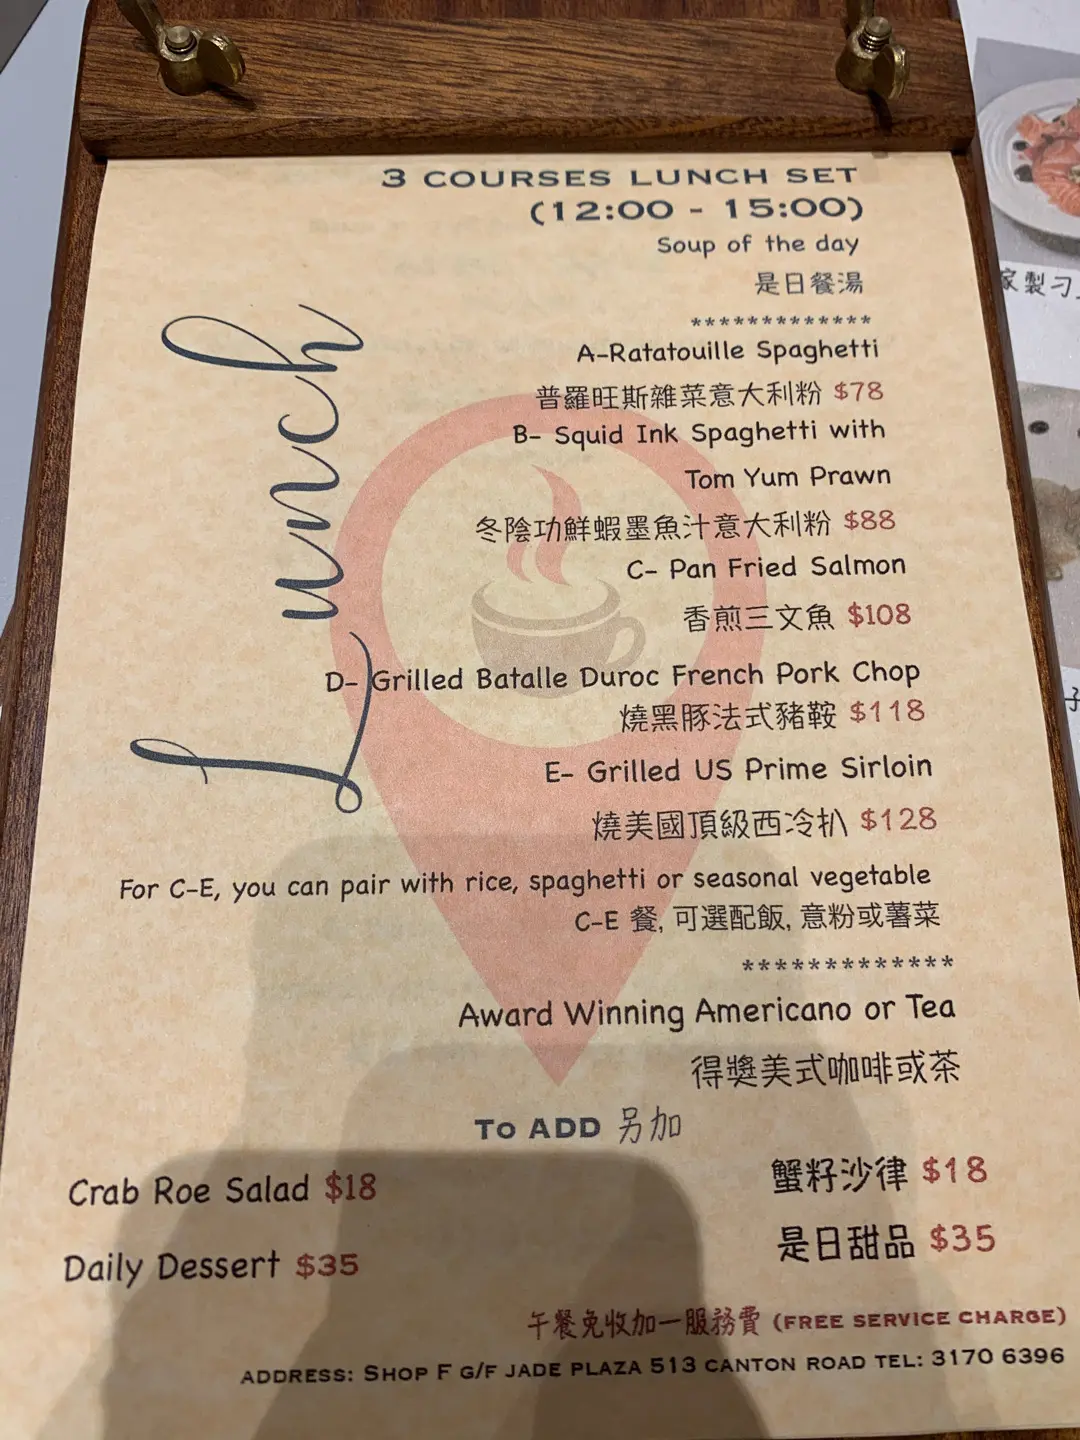 3 COURSES LUNCH SET
(12:00 - 15:00)
Soup of the day
是日餐湯
*************
Lunch
A-Ratatouille Spaghetti
普羅旺斯雜菜意大利粉 $78
B- Squid Ink Spaghetti with
Tom Yum Prawn
冬陰功鮮蝦墨魚汁意大利粉 $88
C- Pan Fried Salmon
香煎三文魚 $108
D- Grilled Batalle Duroc French Pork Chop
燒黑豚法式豬鞍 $118
E- Grilled US Prime Sirloin
燒美國頂級西冷扒 $128
For C-E, you can pair with rice, spaghetti or seasonal vegetable
C-E 餐, 可選配飯, 意粉或薯菜
*************
Award Winning Americano or Tea
得獎美式咖啡或茶
To ADD 另加
Crab Roe Salad $18
蟹籽沙律 $18
Daily Dessert $35
是日甜品 $35
午餐免收加一服務費 (FREE SERVICE CHARGE)
ADDRESS: SHOP F G/F JADE PLAZA 513 CANTON ROAD TEL: 3170 6396
家製刁